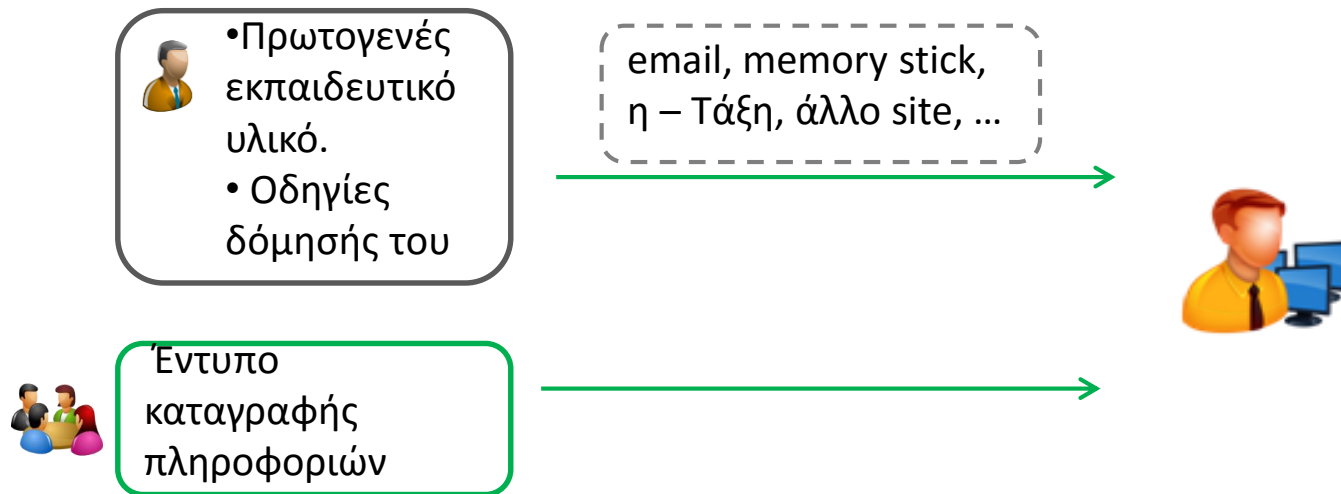 •Πρωτογενές
εκπαιδευτικό
υλικό.
• Οδηγίες
δόμησής του
email, memory stick,
η – Τάξη, άλλο site, …
Έντυπο
καταγραφής
πληροφοριών